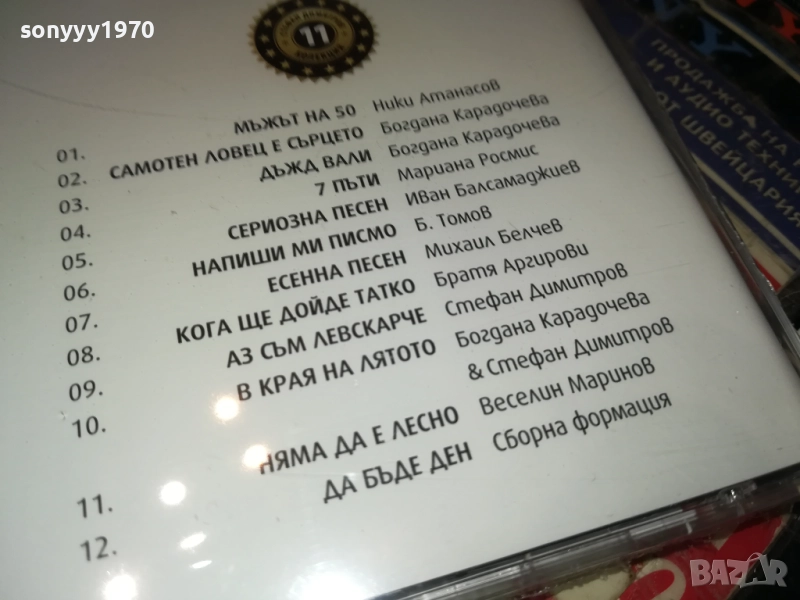 sonyyy1970
11
КОЛЕКЦИЯ
01. МЪЖЪТ НА 50 Ники Атанасов
02. САМОТЕН ЛОВЕЦ Е СЪРЦЕТО Богдана Карадочева
03. ДЪЖД ВАЛИ Богдана Карадочева
04. 7 ПЪТИ Мариана Росмис
05. СЕРИОЗНА ПЕСЕН Иван Балсамаджиев
06. НАПИШИ МИ ПИСМО Б. Томов
07. ЕСЕННА ПЕСЕН Михаил Белчев
08. КОГА ЩЕ ДОЙДЕ ТАТКО Братя Аргирови
09. АЗ СЪМ ЛЕВСКАРЧЕ Стефан Димитров
10. В КРАЯ НА ЛЯТОТО Богдана Карадочева
& Стефан Димитров
11. НЯМА ДА Е ЛЕСНО Веселин Маринов
12. ДА БЪДЕ ДЕН Сборна формация
ПРОДАЖБА НА
И АУДИО ТЕХНИ
ОТ ШВЕЙЦАРИЯ
BAZAR